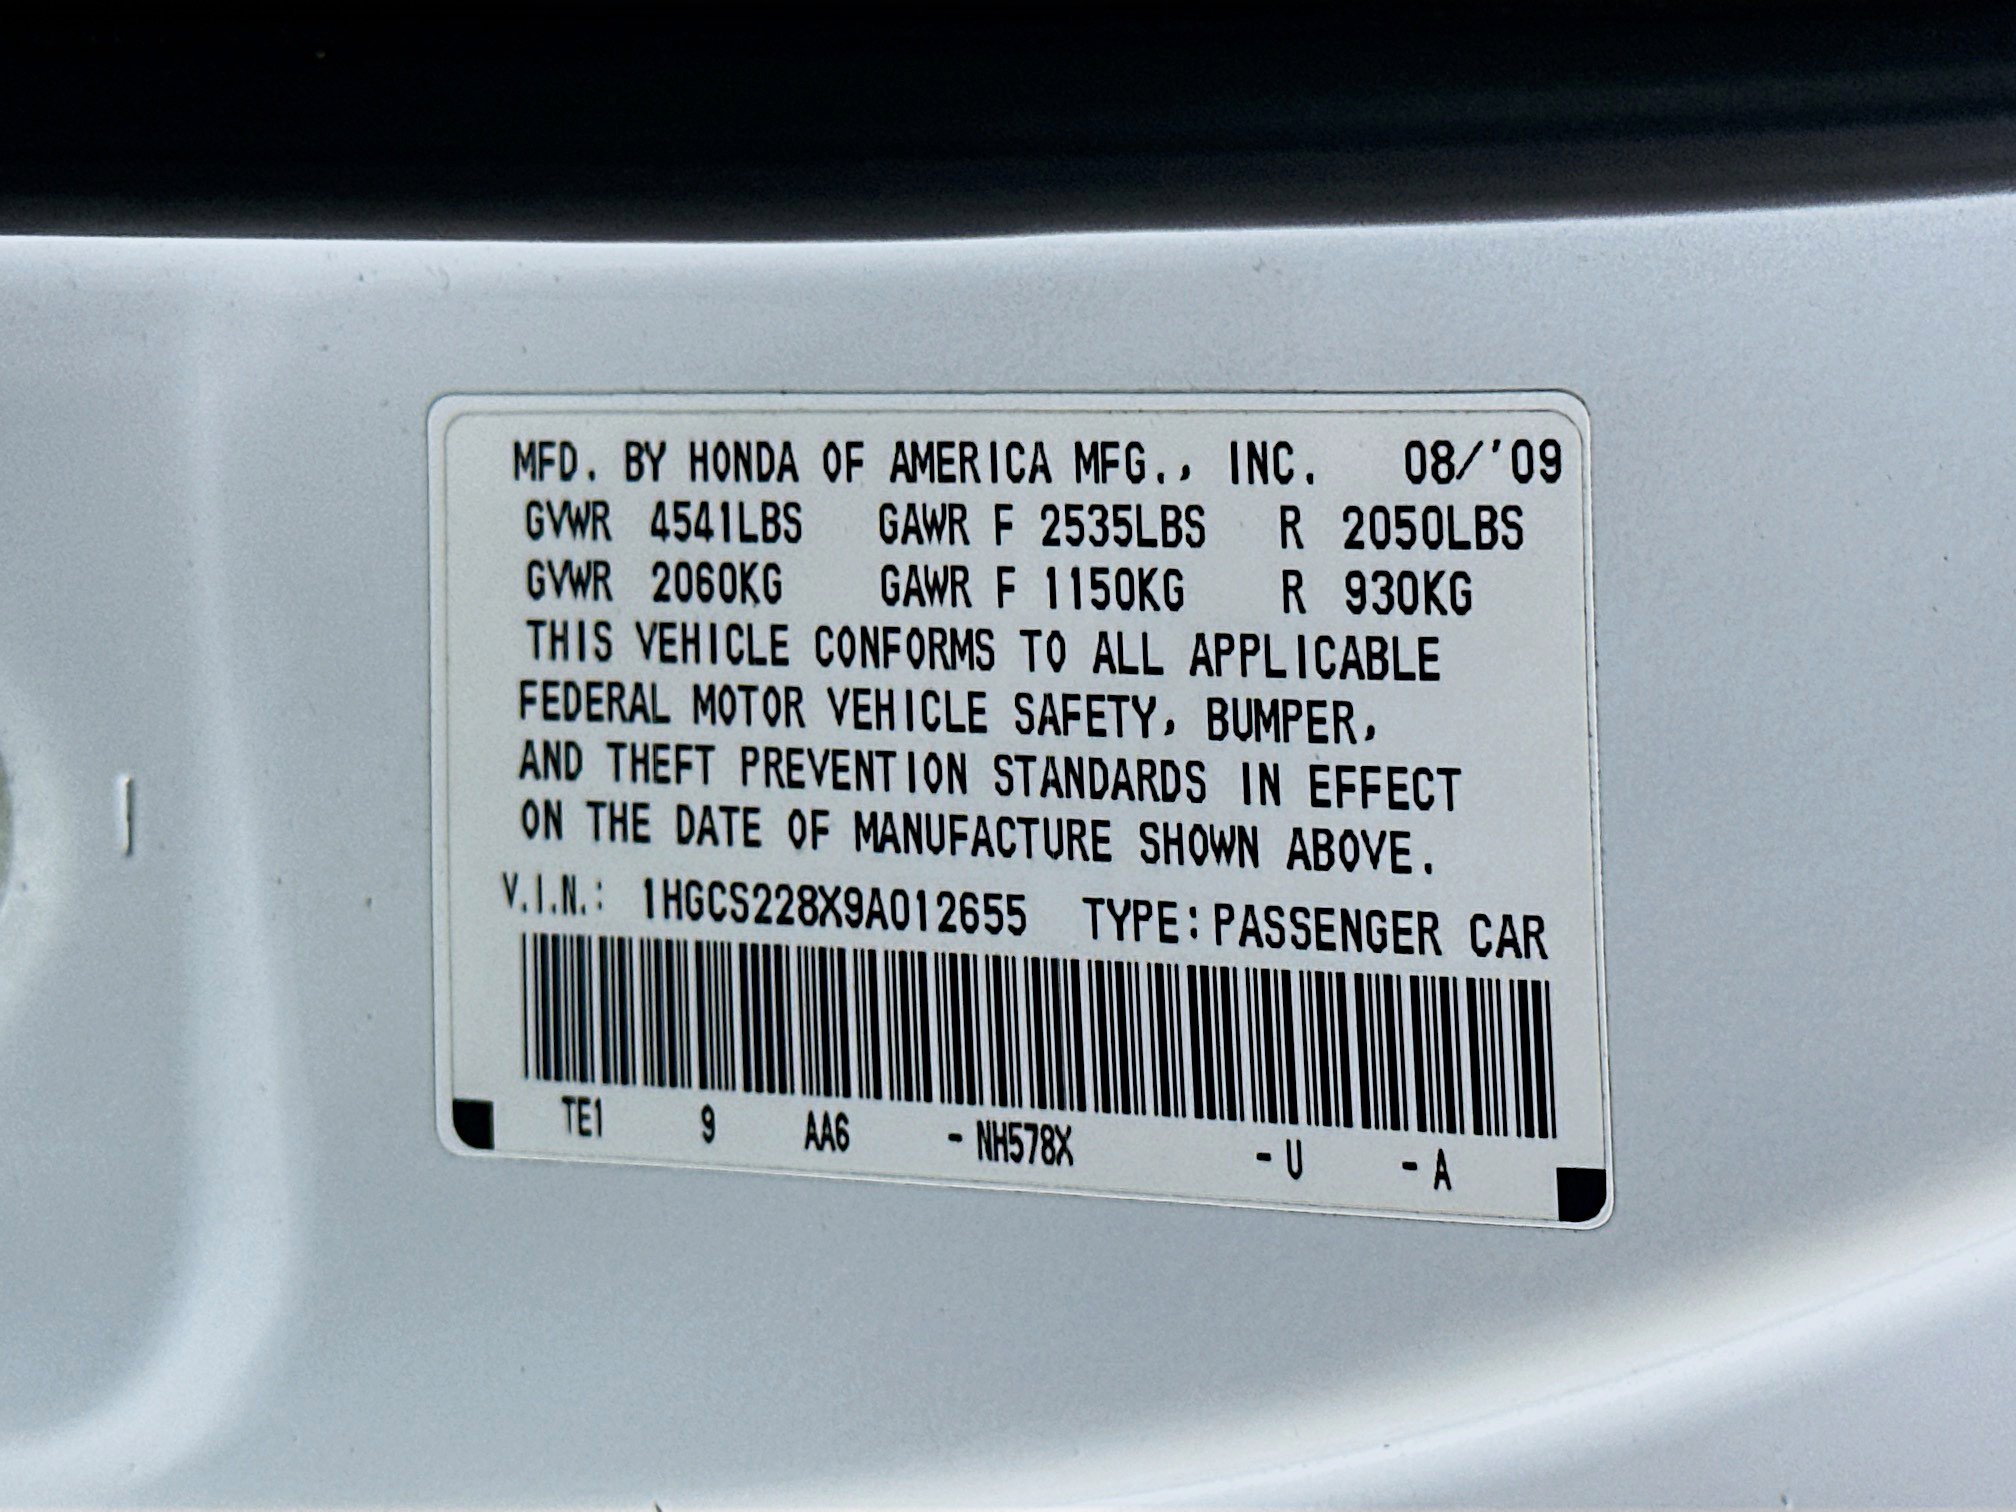 MFD. BY HONDA OF AMERICA MFG., INC. 08/'09
GVWR 4541LBS GAWR F 2535LBS R 2050LBS
GVWR 2060KG GAWR F 1150KG R 930KG
THIS VEHICLE CONFORMS TO ALL APPLICABLE
FEDERAL MOTOR VEHICLE SAFETY, BUMPER,
AND THEFT PREVENTION STANDARDS IN EFFECT
ON THE DATE OF MANUFACTURE SHOWN ABOVE.
V.I.N.: 1HGCS228X9A012655 TYPE: PASSENGER CAR
TE1 9 AA6 -NH578X -U -A